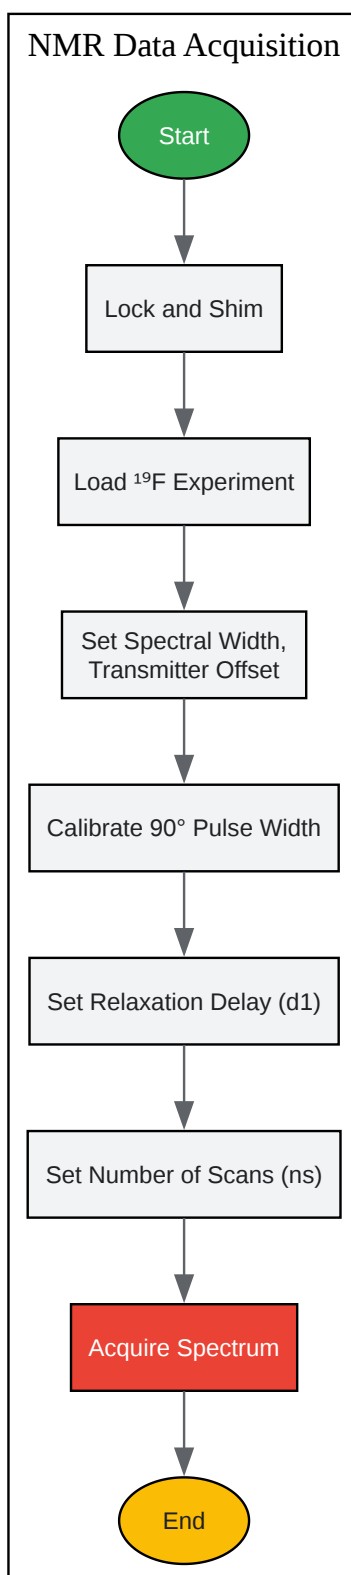 NMR Data Acquisition
Start
Lock and Shim
Load ¹⁹F Experiment
Set Spectral Width,
Transmitter Offset
Calibrate 90° Pulse Width
Set Relaxation Delay (d1)
Set Number of Scans (ns)
Acquire Spectrum
End